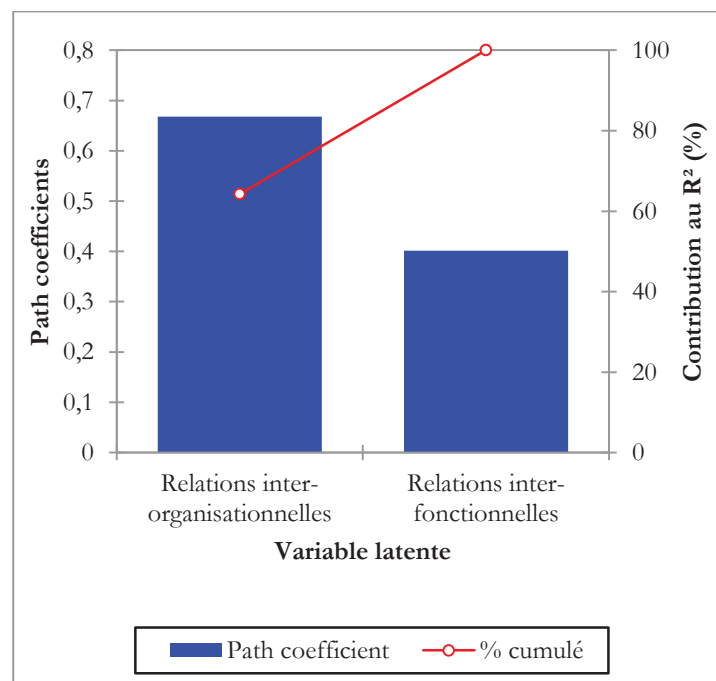 0,8
0,7
0,6
0,5
0,4
0,3
0,2
0,1
0
Path coefficients
100
80
60
40
20
0
Contribution au R² (%)
Relations inter-
organisationnelles
Relations inter-
fonctionnelles
Variable latente
Path coefficient
% cumulé